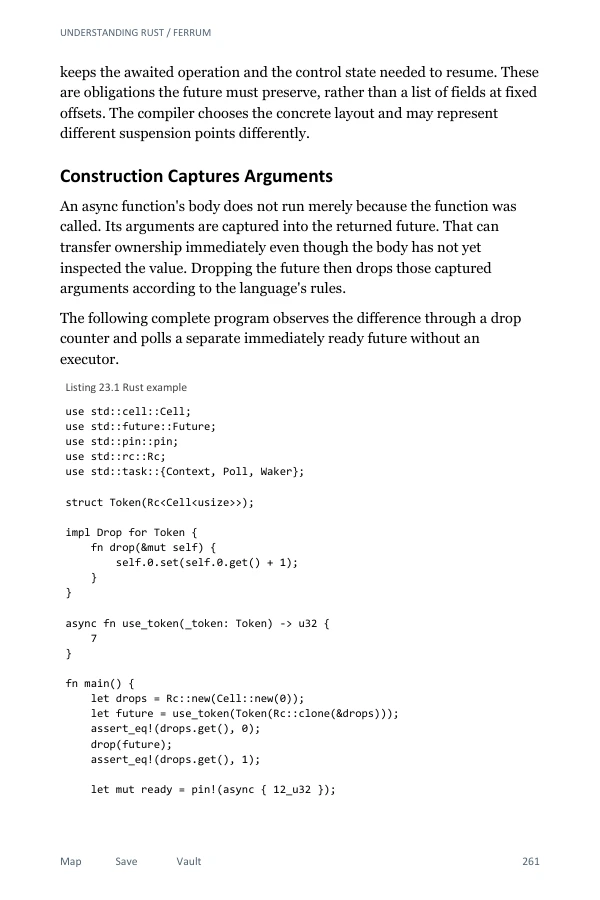 UNDERSTANDING RUST / FERRUM
keeps the awaited operation and the control state needed to resume. These
are obligations the future must preserve, rather than a list of fields at fixed
offsets. The compiler chooses the concrete layout and may represent
different suspension points differently.
Construction Captures Arguments
An async function's body does not run merely because the function was
called. Its arguments are captured into the returned future. That can
transfer ownership immediately even though the body has not yet
inspected the value. Dropping the future then drops those captured
arguments according to the language's rules.
The following complete program observes the difference through a drop
counter and polls a separate immediately ready future without an
executor.
Listing 23.1 Rust example
use std::cell::Cell;
use std::future::Future;
use std::pin::pin;
use std::rc::Rc;
use std::task::{Context, Poll, Waker};
struct Token(Rc<Cell<usize>>);
impl Drop for Token {
    fn drop(&mut self) {
        self.0.set(self.0.get() + 1);
    }
}
async fn use_token(_token: Token) -> u32 {
    7
}
fn main() {
    let drops = Rc::new(Cell::new(0));
    let future = use_token(Token(Rc::clone(&drops)));
    assert_eq!(drops.get(), 0);
    drop(future);
    assert_eq!(drops.get(), 1);
    let mut ready = pin!(async { 12_u32 });
Map Save Vault 261